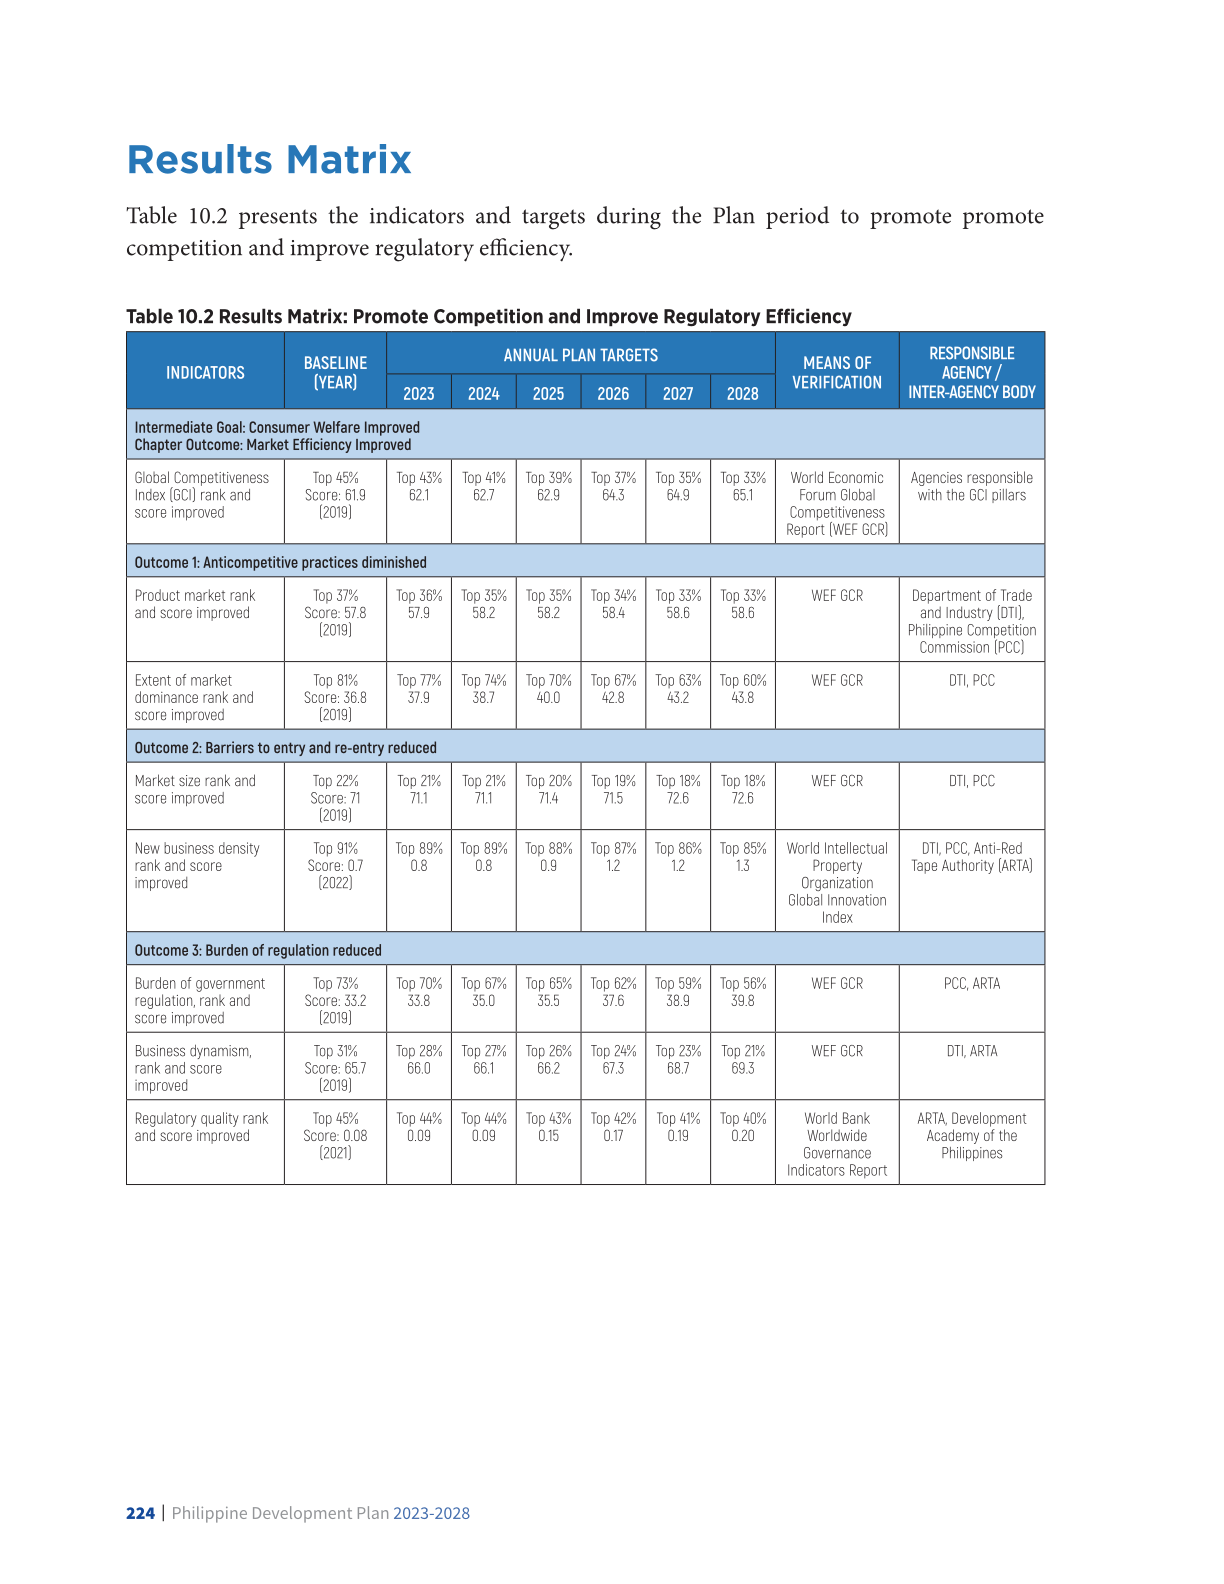 Results Matrix
Table 10.2 presents the indicators and targets during the Plan period to promote promote
competition and improve regulatory efficiency.
Table 10.2 Results Matrix: Promote Competition and Improve Regulatory Efficiency
INDICATORS
BASELINE
(YEAR)
ANNUAL PLAN TARGETS
2023 2024 2025 2026 2027 2028
MEANS OF
VERIFICATION
RESPONSIBLE
AGENCY /
INTER-AGENCY BODY
Intermediate Goal: Consumer Welfare Improved
Chapter Outcome: Market Efficiency Improved
Global Competitiveness
Index (GCI) rank and
score improved
Top 45%
Score: 61.9
(2019)
Top 43% Top 41% Top 39% Top 37% Top 35% Top 33%
62.1 62.7 62.9 64.3 64.9 65.1
World Economic
Forum Global
Competitiveness
Report (WEF GCR)
Agencies responsible
with the GCI pillars
Outcome 1: Anticompetitive practices diminished
Product market rank
and score improved
Top 37%
Score: 57.8
(2019)
Top 36% Top 35% Top 35% Top 34% Top 33% Top 33%
57.9 58.2 58.2 58.4 58.6 58.6
WEF GCR
Department of Trade
and Industry (DTI),
Philippine Competition
Commission (PCC)
Extent of market
dominance rank and
score improved
Top 81%
Score: 36.8
(2019)
Top 77% Top 74% Top 70% Top 67% Top 63% Top 60%
37.9 38.7 40.0 42.8 43.2 43.8
WEF GCR
DTI, PCC
Outcome 2: Barriers to entry and re-entry reduced
Market size rank and
score improved
Top 22%
Score: 71
(2019)
Top 21% Top 21% Top 20% Top 19% Top 18% Top 18%
71.1 71.1 71.4 71.5 72.6 72.6
WEF GCR
DTI, PCC
New business density
rank and score
improved
Top 91%
Score: 0.7
(2022)
Top 89% Top 89% Top 88% Top 87% Top 86% Top 85%
0.8 0.8 0.9 1.2 1.2 1.3
World Intellectual
Property
Organization
Global Innovation
Index
DTI, PCC, Anti-Red
Tape Authority (ARTA)
Outcome 3: Burden of regulation reduced
Burden of government
regulation, rank and
score improved
Top 73%
Score: 33.2
(2019)
Top 70% Top 67% Top 65% Top 62% Top 59% Top 56%
33.8 35.0 35.5 37.6 38.9 39.8
WEF GCR
PCC, ARTA
Business dynamism,
rank and score
improved
Top 31%
Score: 65.7
(2019)
Top 28% Top 27% Top 26% Top 24% Top 23% Top 21%
66.0 66.1 66.2 67.3 68.7 69.3
WEF GCR
DTI, ARTA
Regulatory quality rank
and score improved
Top 45%
Score: 0.08
(2021)
Top 44% Top 44% Top 43% Top 42% Top 41% Top 40%
0.09 0.09 0.15 0.17 0.19 0.20
World Bank
Worldwide
Governance
Indicators Report
ARTA, Development
Academy of the
Philippines
224 | Philippine Development Plan 2023-2028